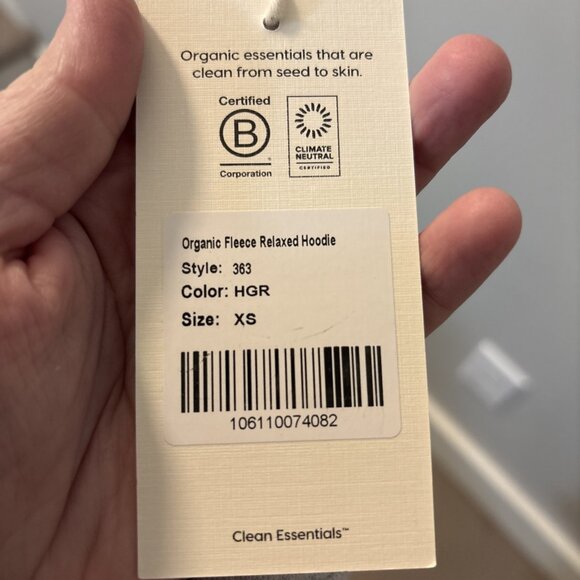 Organic essentials that are
clean from seed to skin.
Certified
B
Corporation
CLIMATE
NEUTRAL
CERTIFIED
Organic Fleece Relaxed Hoodie
Style: 363
Color: HGR
Size: XS
106110074082
Clean Essentials™